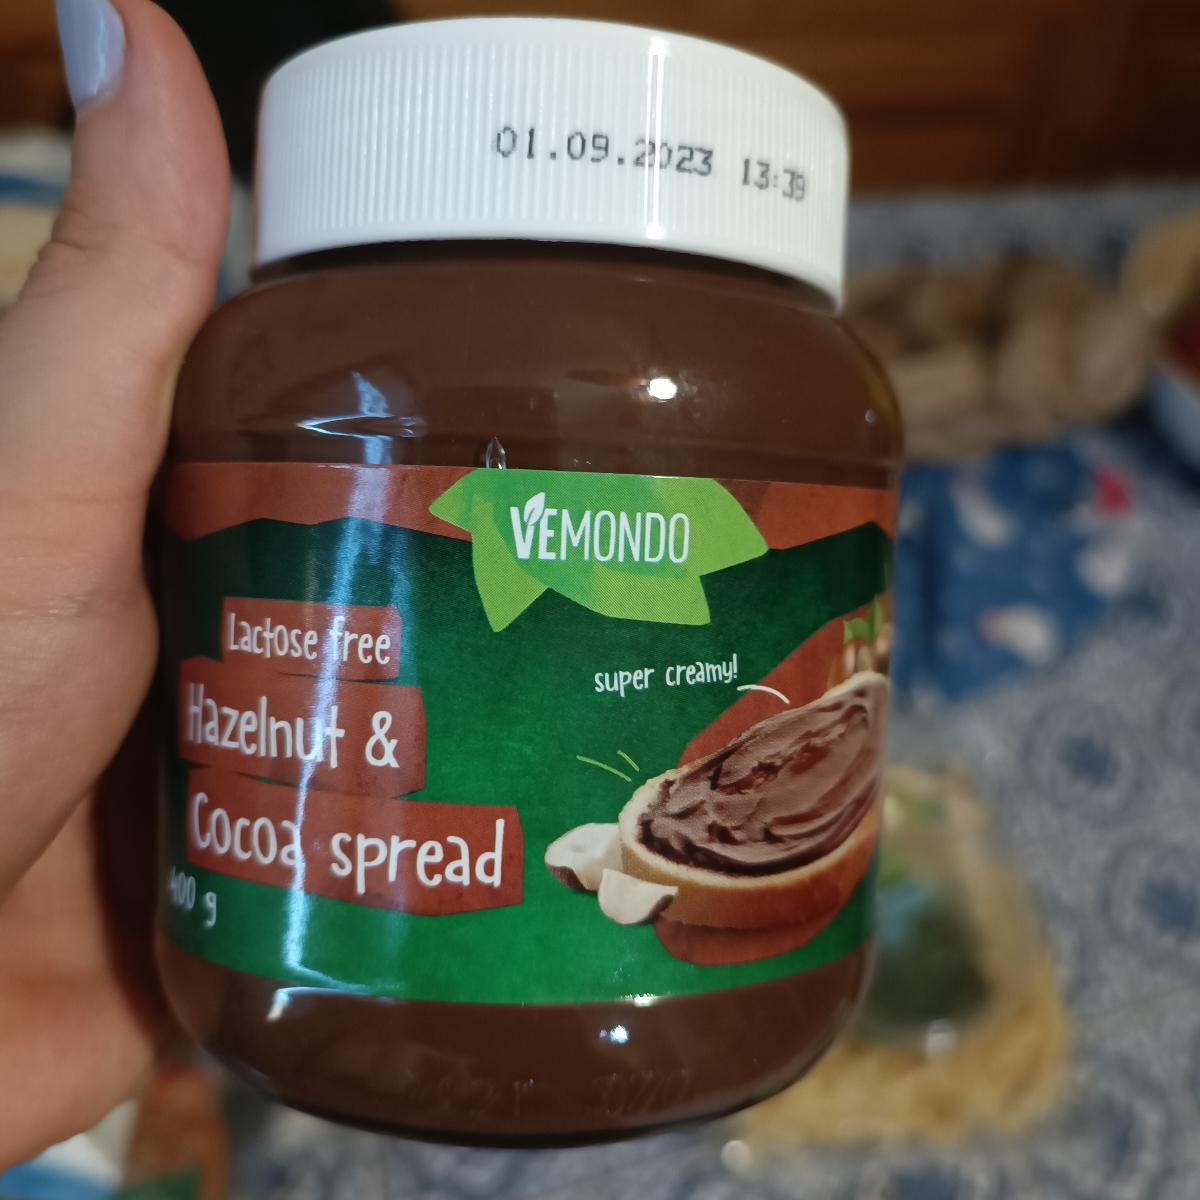 01.09.2023 13:39
VEMONDO
Lactose free
super creamy!
Hazelnut &
Cocoa spread
400 g